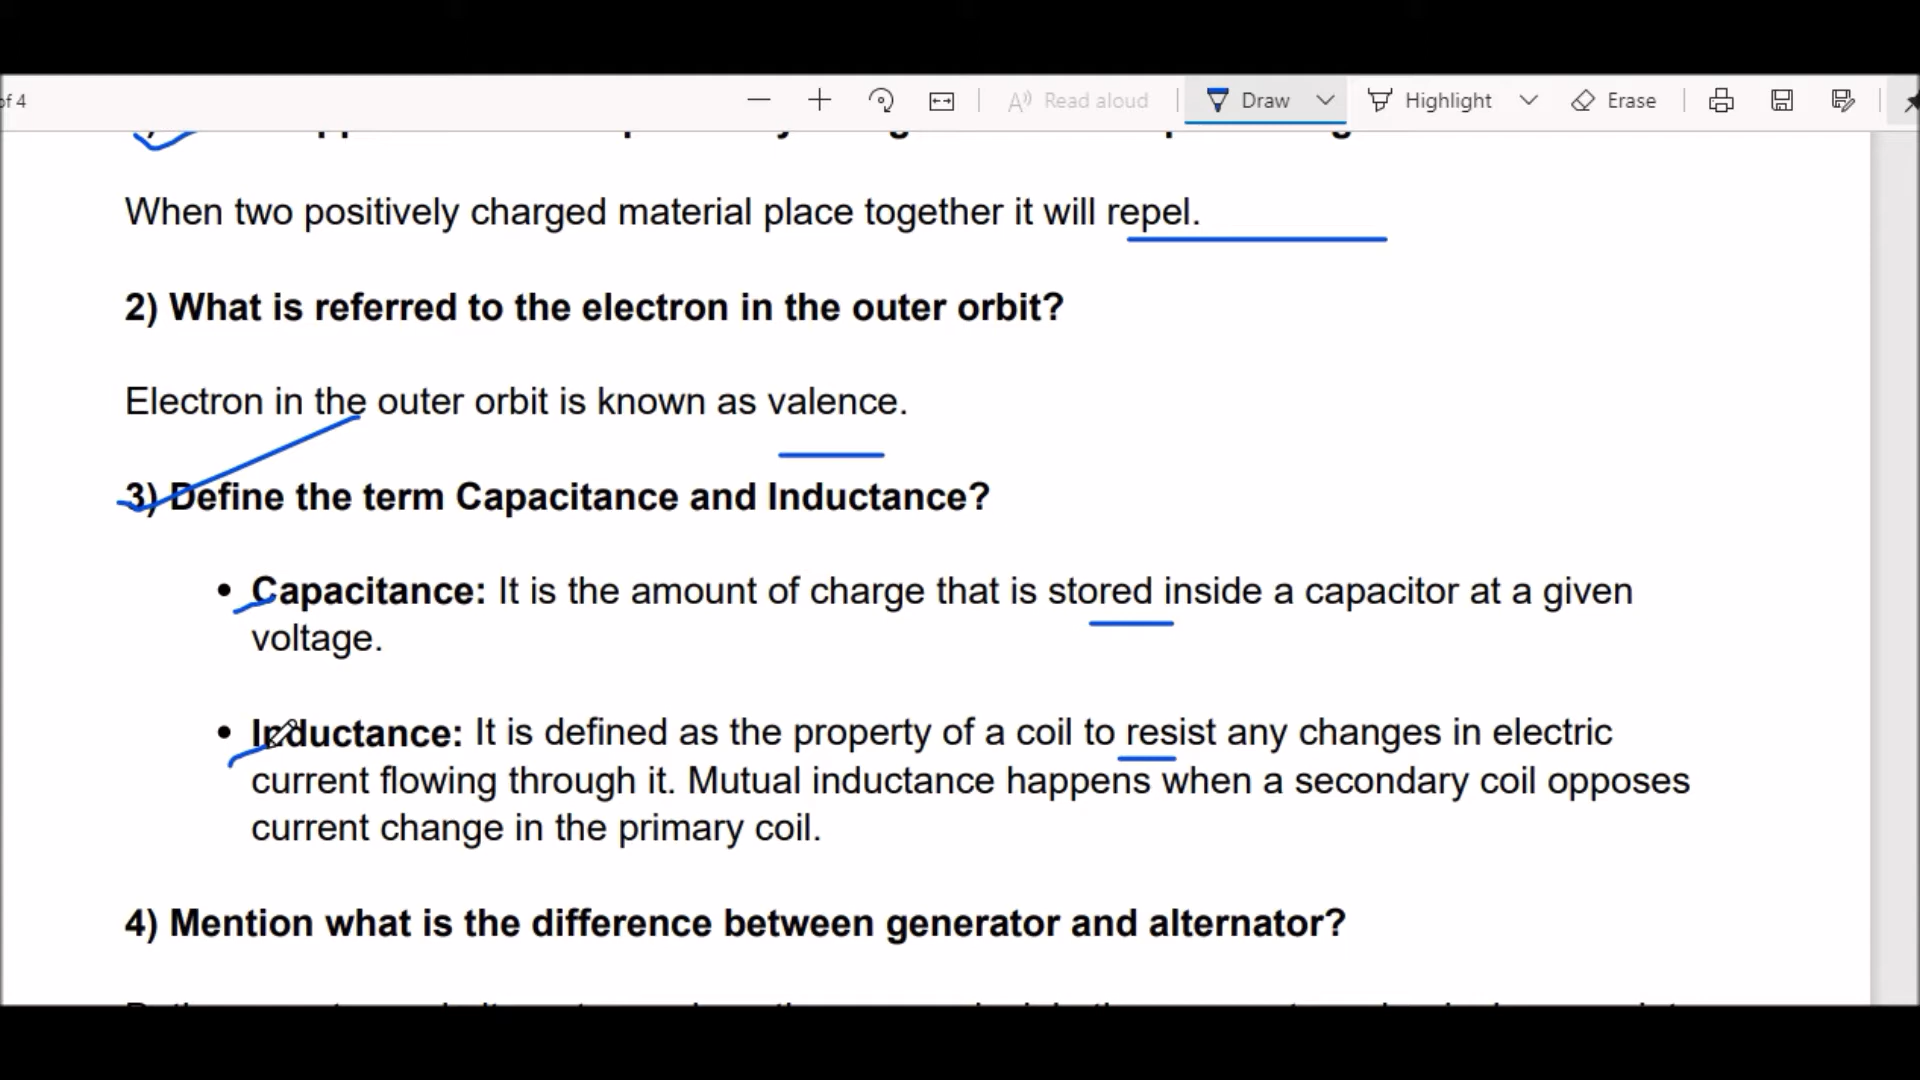 of 4
Read aloud
Draw
Highlight
Erase
When two positively charged material place together it will repel.
2) What is referred to the electron in the outer orbit?
Electron in the outer orbit is known as valence.
3) Define the term Capacitance and Inductance?
• Capacitance: It is the amount of charge that is stored inside a capacitor at a given
voltage.
• Inductance: It is defined as the property of a coil to resist any changes in electric
current flowing through it. Mutual inductance happens when a secondary coil opposes
current change in the primary coil.
4) Mention what is the difference between generator and alternator?